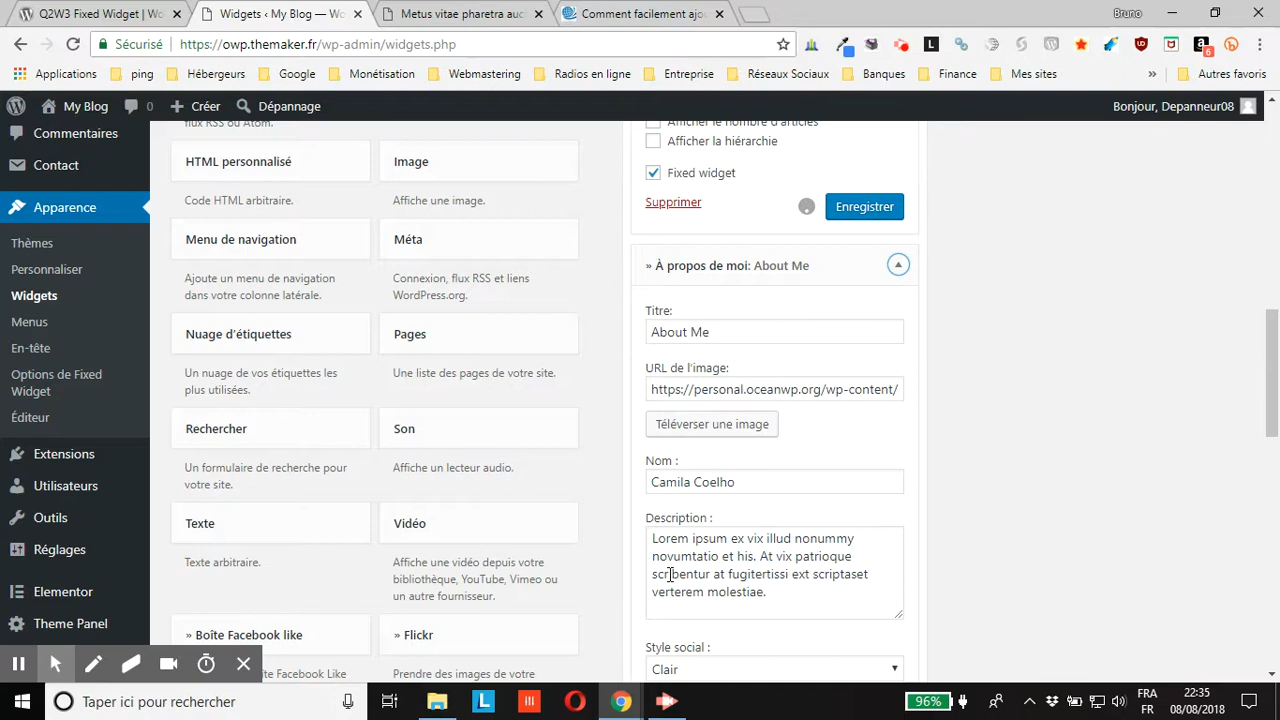 Q2W3 Fixed Widget | Wo
Widgets ‹ My Blog — Wo
Metus vitae pharetra auc
Comment facilement ajou
Bruno
Sécurisé
https://owp.themaker.fr/wp-admin/widgets.php
6
Applications
ping
Hébergeurs
Google
Monétisation
Webmastering
Radios en ligne
Entreprise
Réseaux Sociaux
Banques
Finance
Mes sites
»
Autres favoris
My Blog
0
Créer
Dépannage
Bonjour, Depanneur08
Commentaires
Contact
Apparence
Thèmes
Personnaliser
Widgets
Menus
En-tête
Options de Fixed
Widget
Éditeur
Extensions
Utilisateurs
Outils
Réglages
Elementor
Theme Panel
flux RSS ou Atom.
HTML personnalisé
Code HTML arbitraire.
Image
Affiche une image.
Menu de navigation
Ajoute un menu de navigation
dans votre colonne latérale.
Méta
Connexion, flux RSS et liens
WordPress.org.
Nuage d'étiquettes
Un nuage de vos étiquettes les
plus utilisées.
Pages
Une liste des pages de votre site.
Rechercher
Un formulaire de recherche pour
votre site.
Son
Affiche un lecteur audio.
Texte
Texte arbitraire.
Vidéo
Affiche une vidéo depuis votre
bibliothèque, YouTube, Vimeo ou
un autre fournisseur.
» Boîte Facebook like
Boîte Facebook Like
» Flickr
Prendre des images de votre
Afficher le nombre d'articles
Afficher la hiérarchie
Fixed widget
Supprimer
Enregistrer
» À propos de moi: About Me
Titre:
About Me
URL de l'image:
https://personal.oceanwp.org/wp-content/
Téléverser une image
Nom :
Camila Coelho
Description :
Lorem ipsum ex vix illud nonummy
novumtatio et his. At vix patrioque
scribentur at fugitertissi ext scriptaset
verterem molestiae.
Style social :
Clair
Taper ici pour rechercher
96%
FRA
FR
22:35
08/08/2018